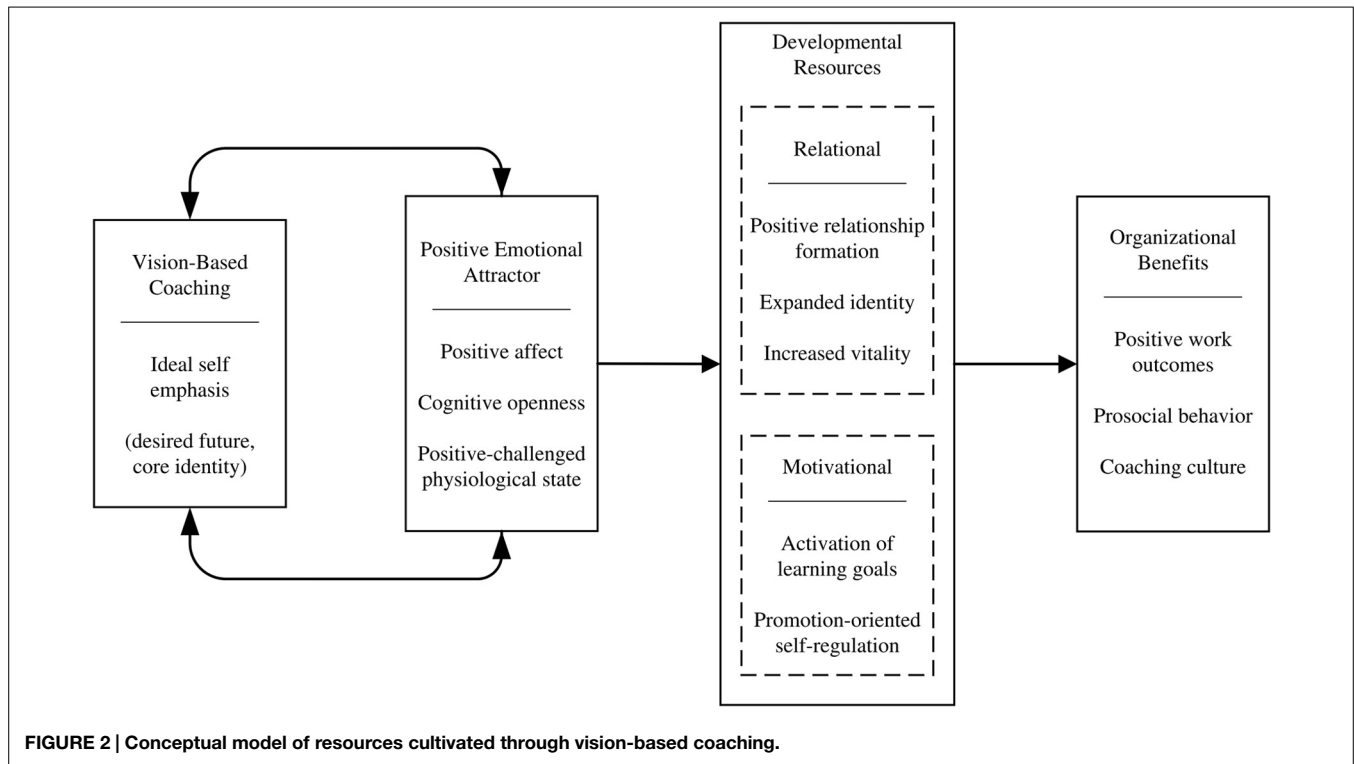 Vision-Based
Coaching
Ideal self
emphasis
(desired future,
core identity)
Positive Emotional
Attractor
Positive affect
Cognitive openness
Positive-challenged
physiological state
Developmental
Resources
Relational
Positive relationship
formation
Expanded identity
Increased vitality
Motivational
Activation of
learning goals
Promotion-oriented
self-regulation
Organizational
Benefits
Positive work
outcomes
Prosocial behavior
Coaching culture
FIGURE 2 | Conceptual model of resources cultivated through vision-based coaching.